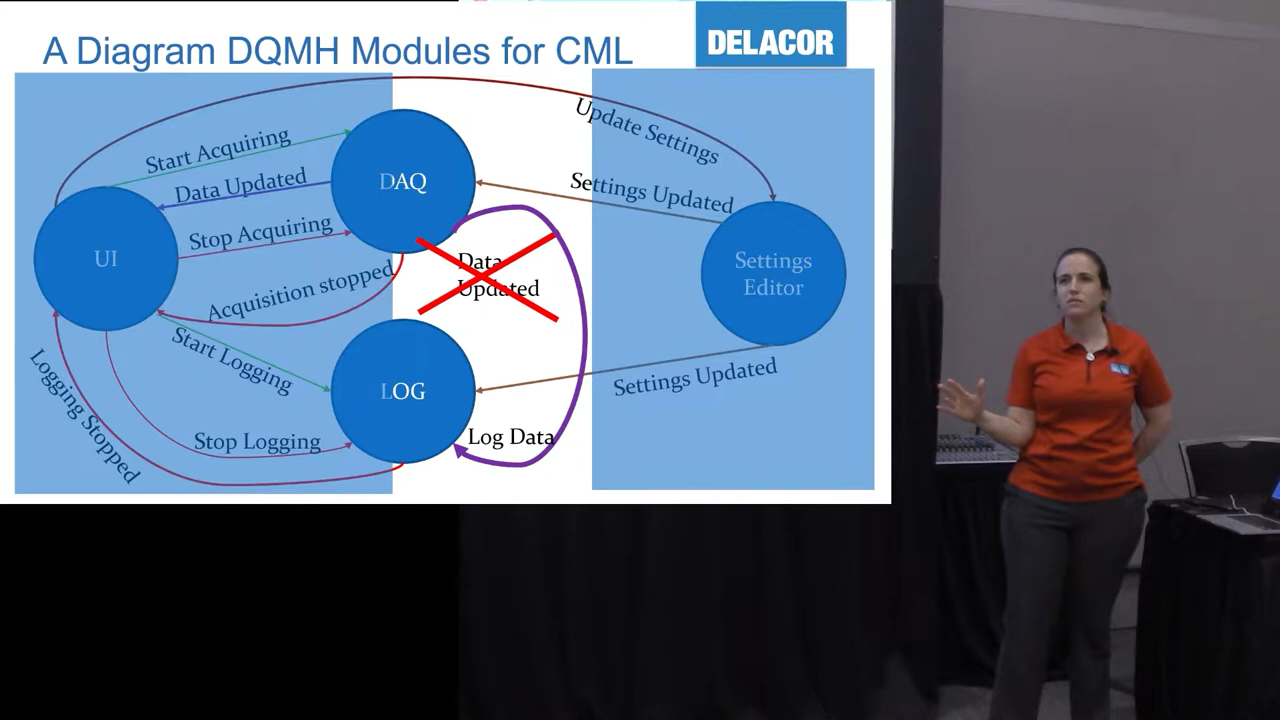 A Diagram DQMH Modules for CML
DELACOR
Update Settings
Start Acquiring
DAQ
Data Updated
Settings Updated
Stop Acquiring
UI
Data
Updated
Settings
Editor
Acquisition stopped
Start Logging
Logging Stopped
LOG
Settings Updated
Stop Logging
Log Data